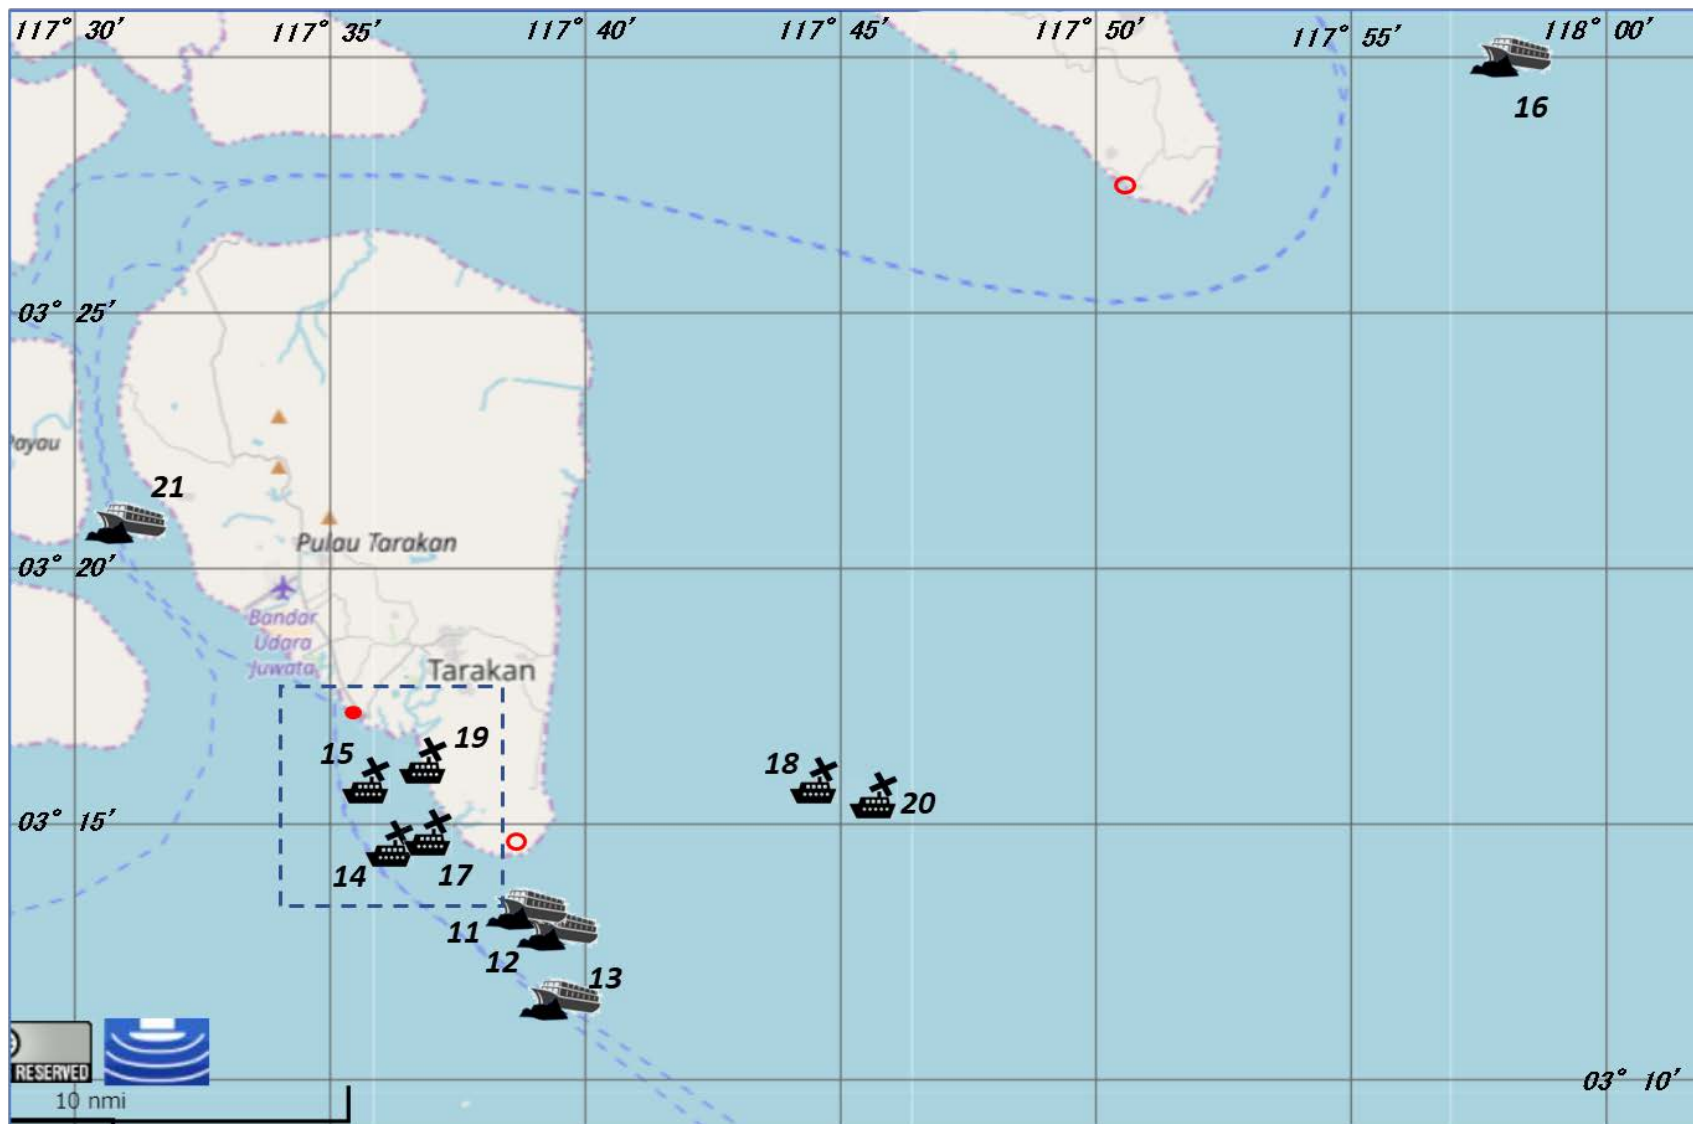 117° 30′
117° 35′
117° 40′
117° 45′
117° 50′
117° 55′
118° 00′
16
03° 25′
Payau
21
Pulau Tarakan
03° 20′
Bandar
Udara
Juwata
Tarakan
15
19
18
20
03° 15′
14
17
11
12
13
RESERVED
10 nmi
03° 10′